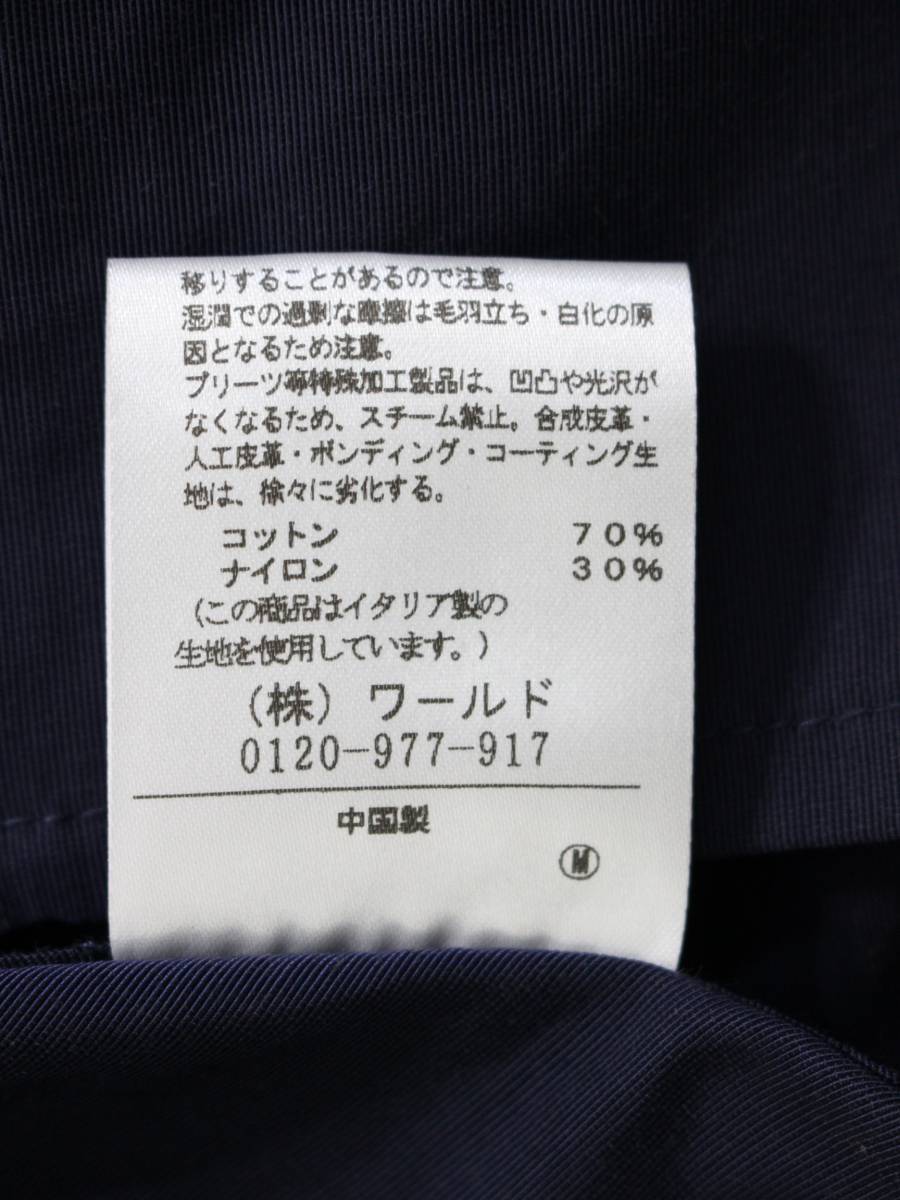 移りすることがあるので注意。
湿潤での過剰な摩擦は毛羽立ち・白化の原
因となるため注意。
プリーツ等特殊加工製品は、凹凸や光沢が
なくなるため、スチーム禁止。合成皮革・
人工皮革・ボンディング・コーティング生
地は、徐々に劣化する。
コットン　７０％
ナイロン　３０％
（この商品はイタリア製の
生地を使用しています。）
（株）ワールド
0120-977-917
中国製
Ⓜ